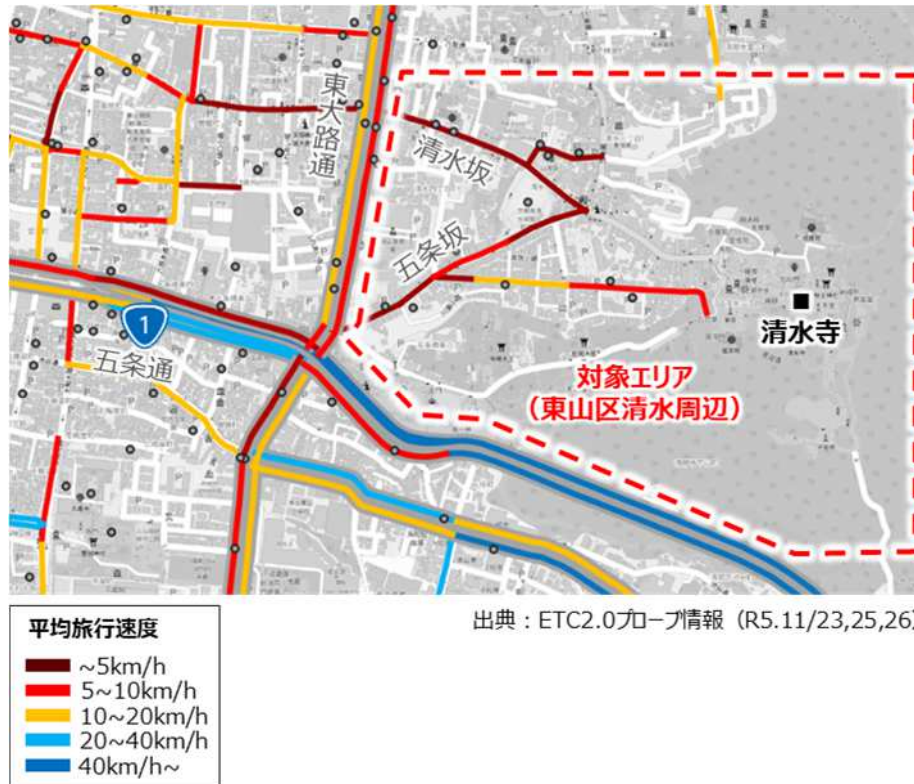 東大路通
清水坂
五条坂
1
五条通
清水寺
対象エリア
(東山区清水周辺)
出典:ETC2.0プローブ情報(R5.11/23,25,26)
平均旅行速度
~5km/h
5~10km/h
10~20km/h
20~40km/h
40km/h~